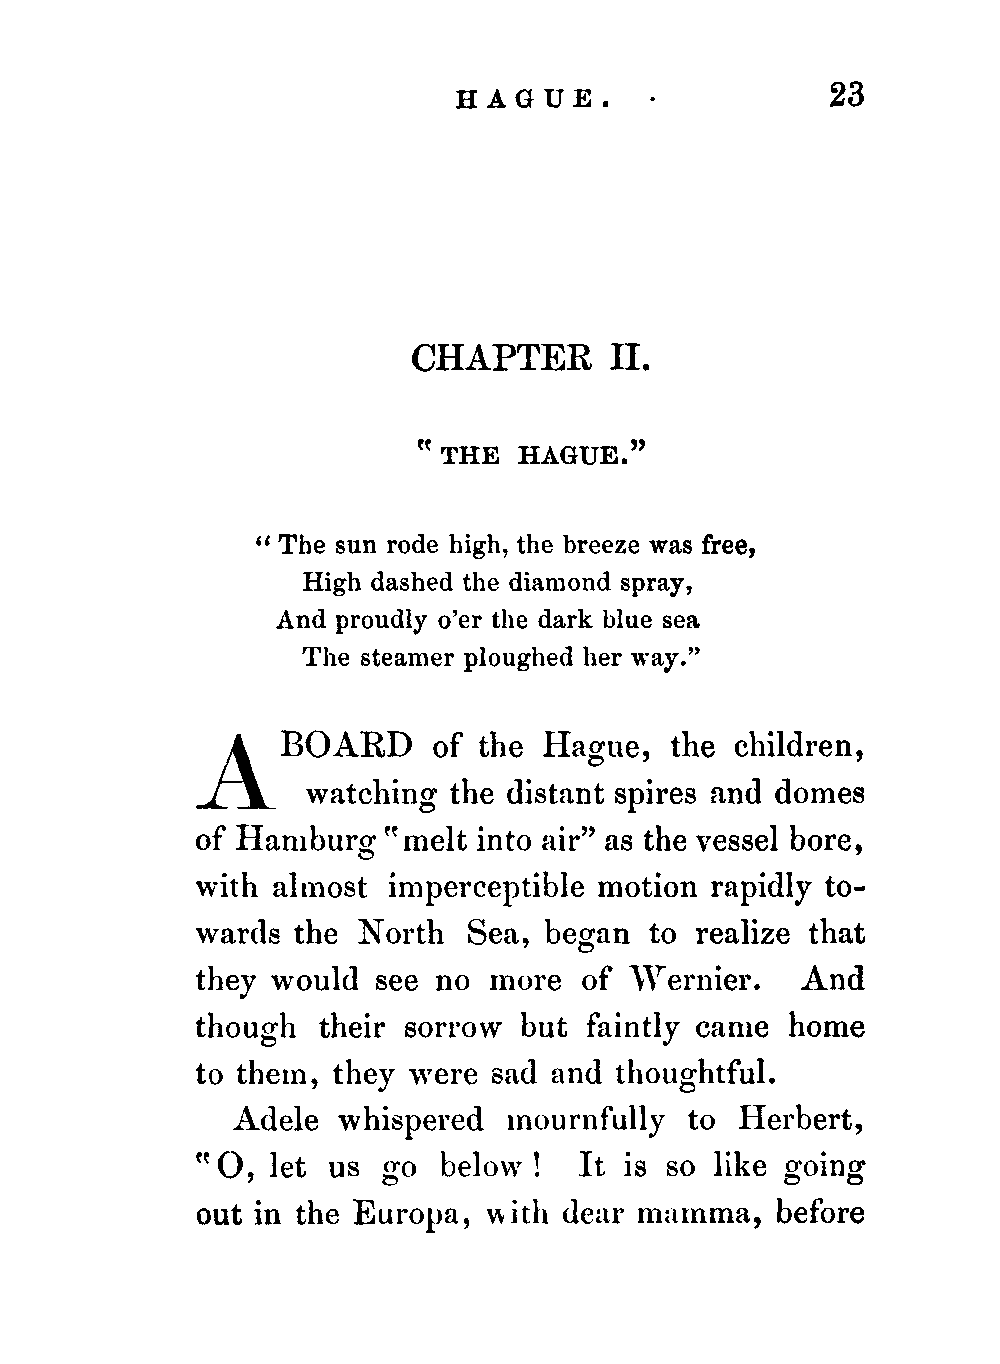 HAGUE. 23
CHAPTER II.
"THE HAGUE."
"The sun rode high, the breeze was free,
High dashed the diamond spray,
And proudly o'er the dark blue sea
The steamer ploughed her way."
ABOARD of the Hague, the children,
watching the distant spires and domes
of Hamburg "melt into air" as the vessel bore,
with almost imperceptible motion rapidly to-
wards the North Sea, began to realize that
they would see no more of Wernier. And
though their sorrow but faintly came home
to them, they were sad and thoughtful.
Adele whispered mournfully to Herbert,
"O, let us go below! It is so like going
out in the Europa, with dear mamma, before